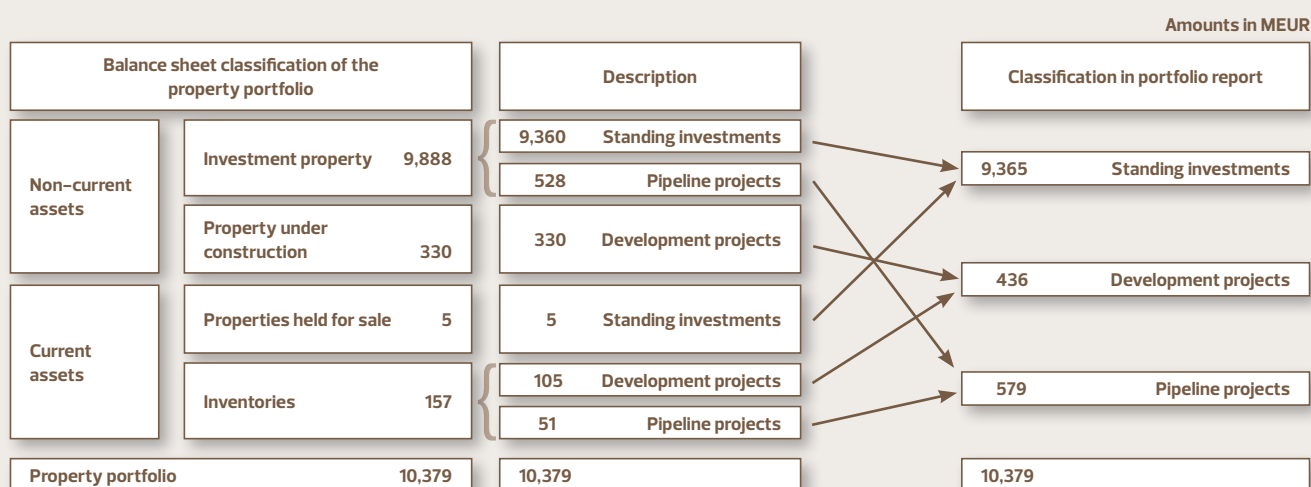 Amounts in MEUR
Balance sheet classification of the
property portfolio
Description
Classification in portfolio report
Non-current
assets
Investment property 9,888
9,360 Standing investments
528 Pipeline projects
9,365 Standing investments
Property under
construction 330
330 Development projects
436 Development projects
Current
assets
Properties held for sale 5
5 Standing investments
Inventories 157
105 Development projects
51 Pipeline projects
579 Pipeline projects
Property portfolio 10,379
10,379
10,379